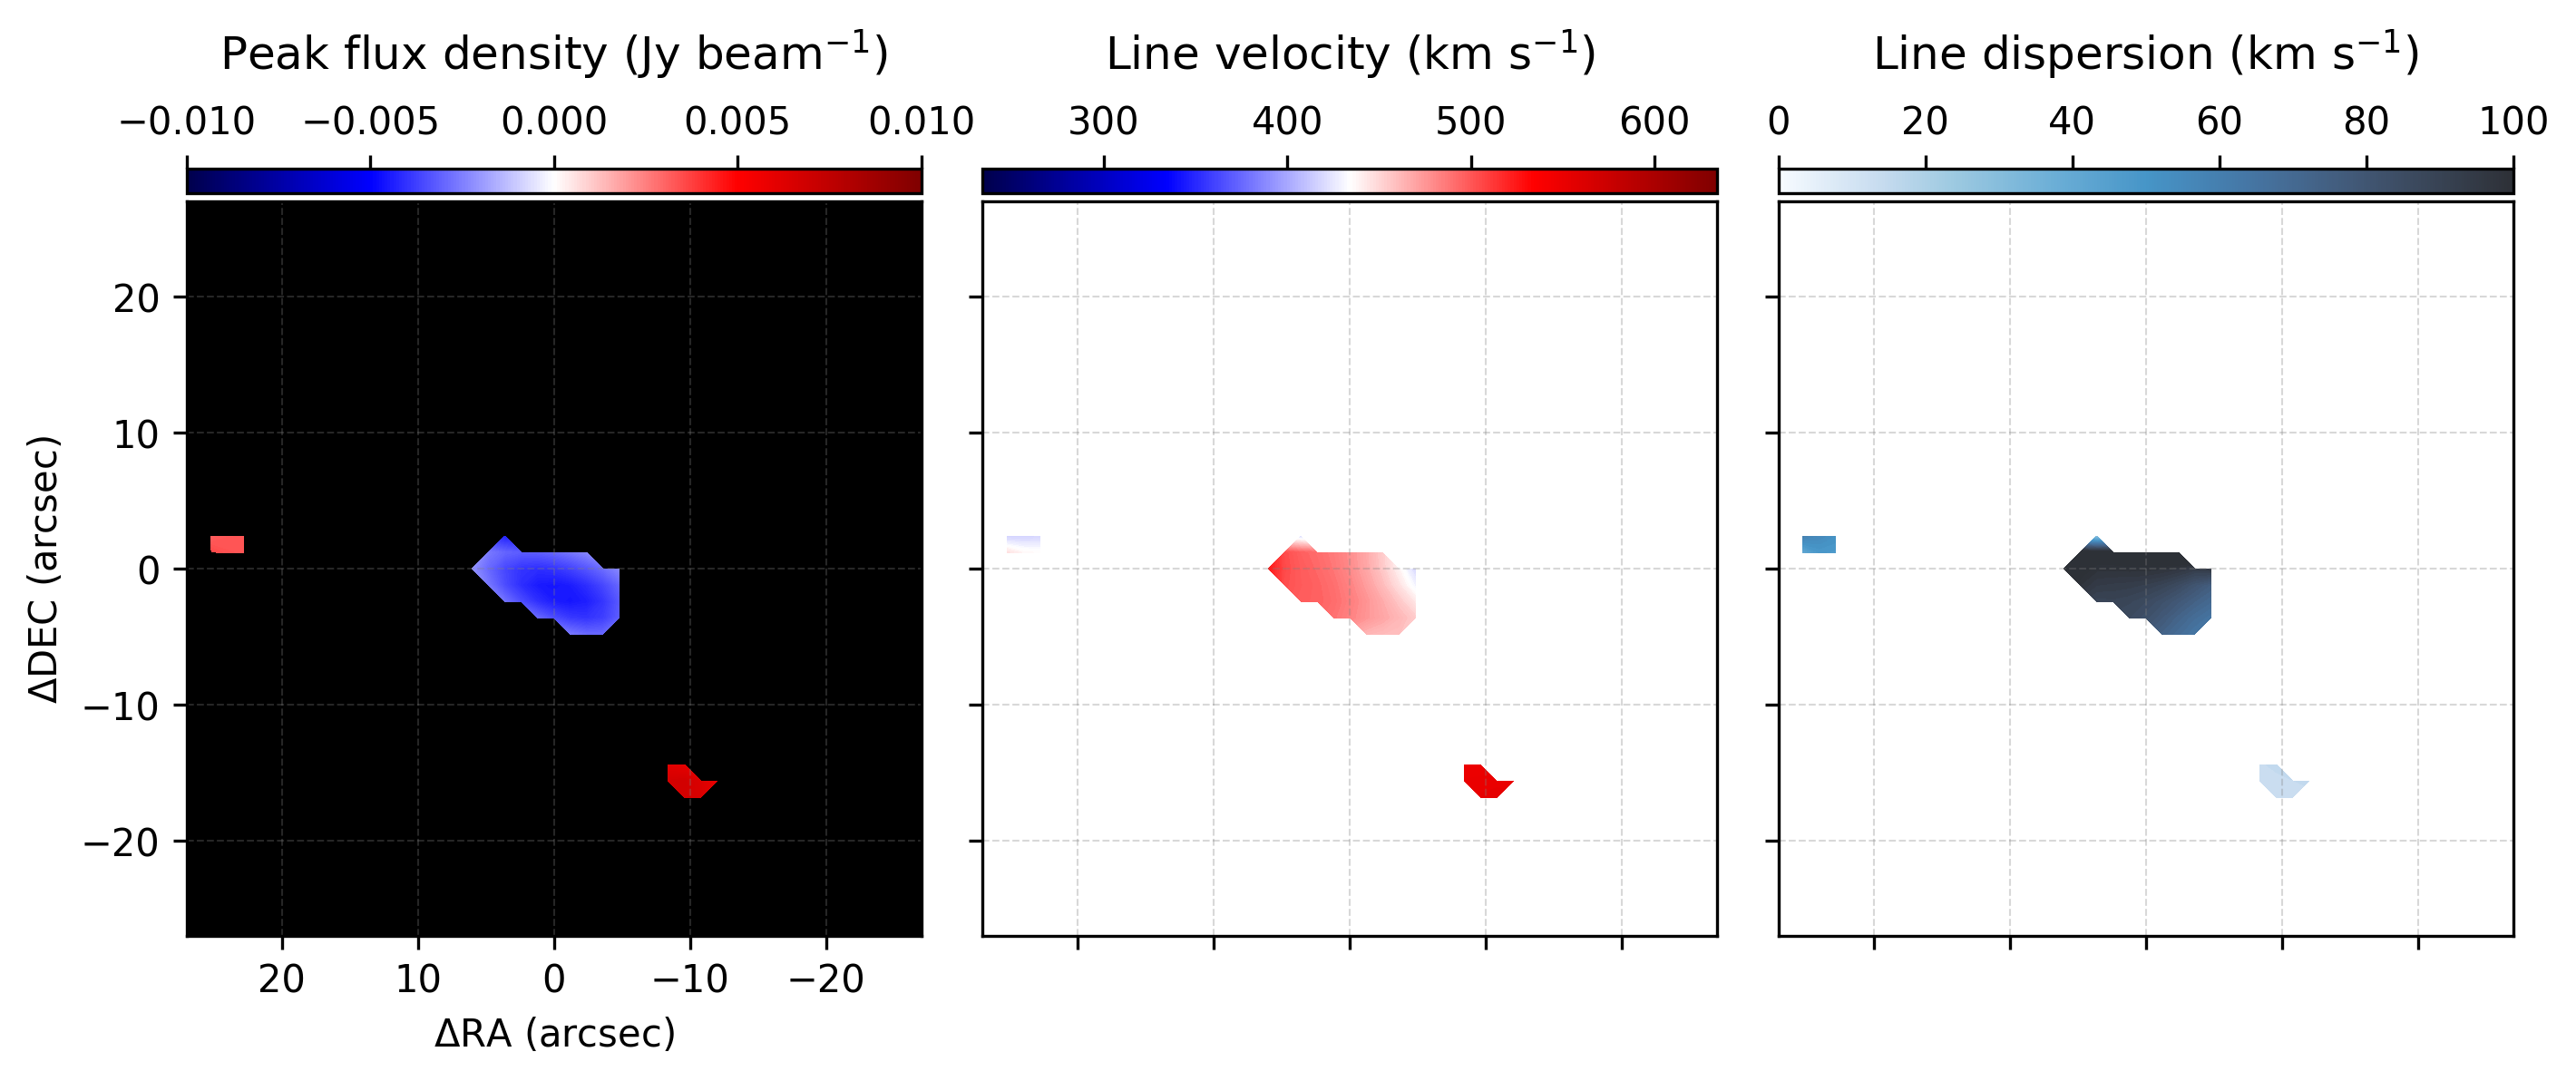 Peak flux density (Jy beam⁻¹) Line velocity (km s⁻¹) Line dispersion (km s⁻¹)
−0.010 −0.005 0.000 0.005 0.010 300 400 500 600 0 20 40 60 80 100
20
10
0
−10
−20
ΔDEC (arcsec)
20 10 0 −10 −20
ΔRA (arcsec)